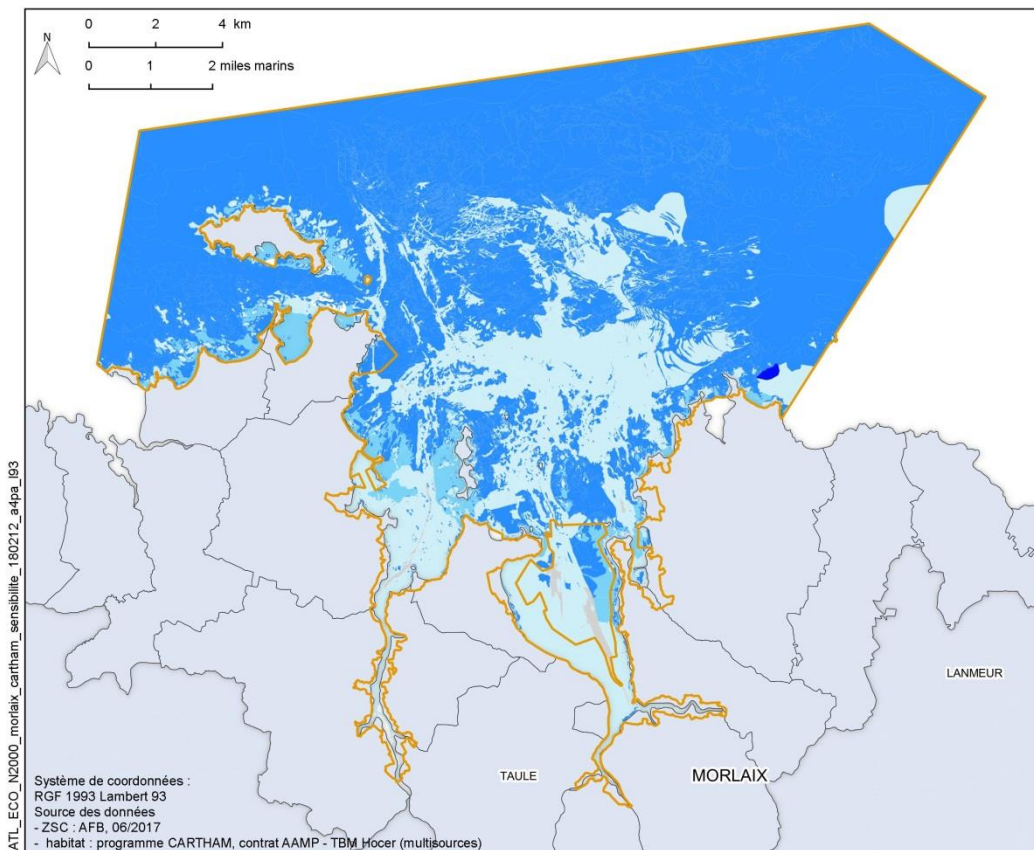 0 2 4 km
N
0 1 2 miles marins
LANMEUR
TAULE
MORLAIX
Système de coordonnées :
RGF 1993 Lambert 93
Source des données
- ZSC : AFB, 06/2017
- habitat : programme CARTHAM, contrat AAMP - TBM Hocer (multisources)
ATL_ECO_N2000_morlaix_cartham_sensibilite_180212_a4pa_l93